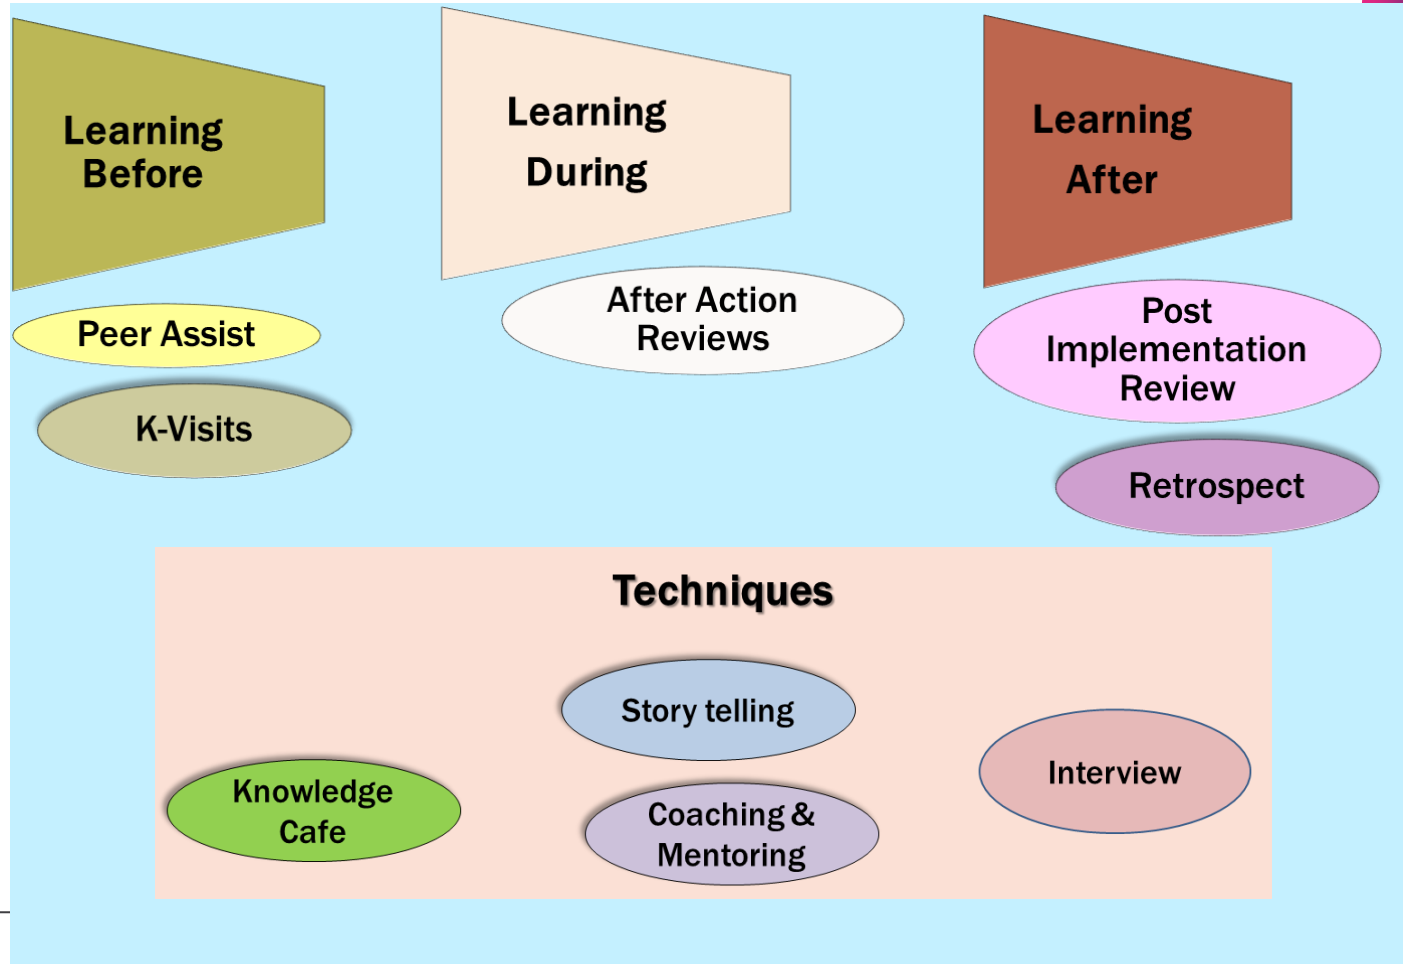 Learning
Before
Learning
During
Learning
After
Peer Assist
K-Visits
After Action
Reviews
Post
Implementation
Review
Retrospect
Techniques
Story telling
Knowledge
Cafe
Coaching &
Mentoring
Interview